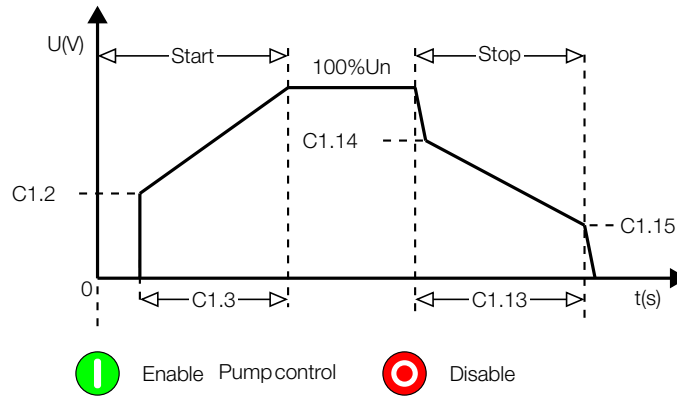 U(V)
Start
Stop
100%Un
C1.14
C1.2
C1.15
0
C1.3
C1.13
t(s)
Enable Pump control Disable